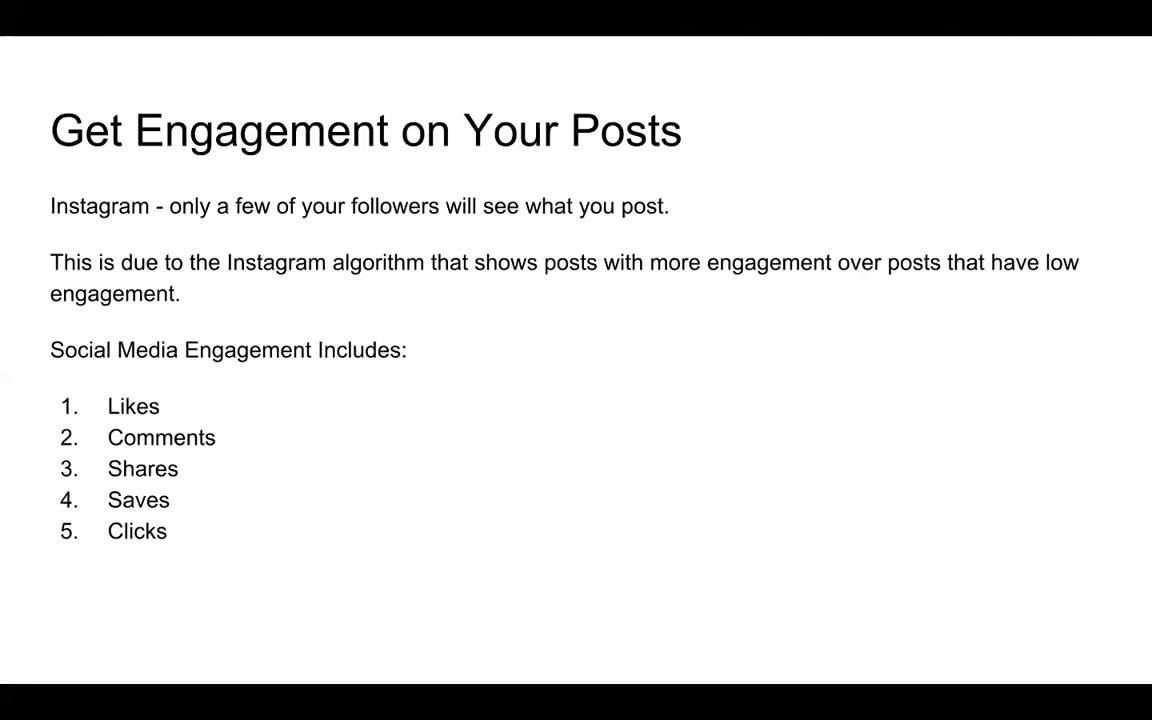 Get Engagement on Your Posts
Instagram - only a few of your followers will see what you post.
This is due to the Instagram algorithm that shows posts with more engagement over posts that have low
engagement.
Social Media Engagement Includes:
1. Likes
2. Comments
3. Shares
4. Saves
5. Clicks